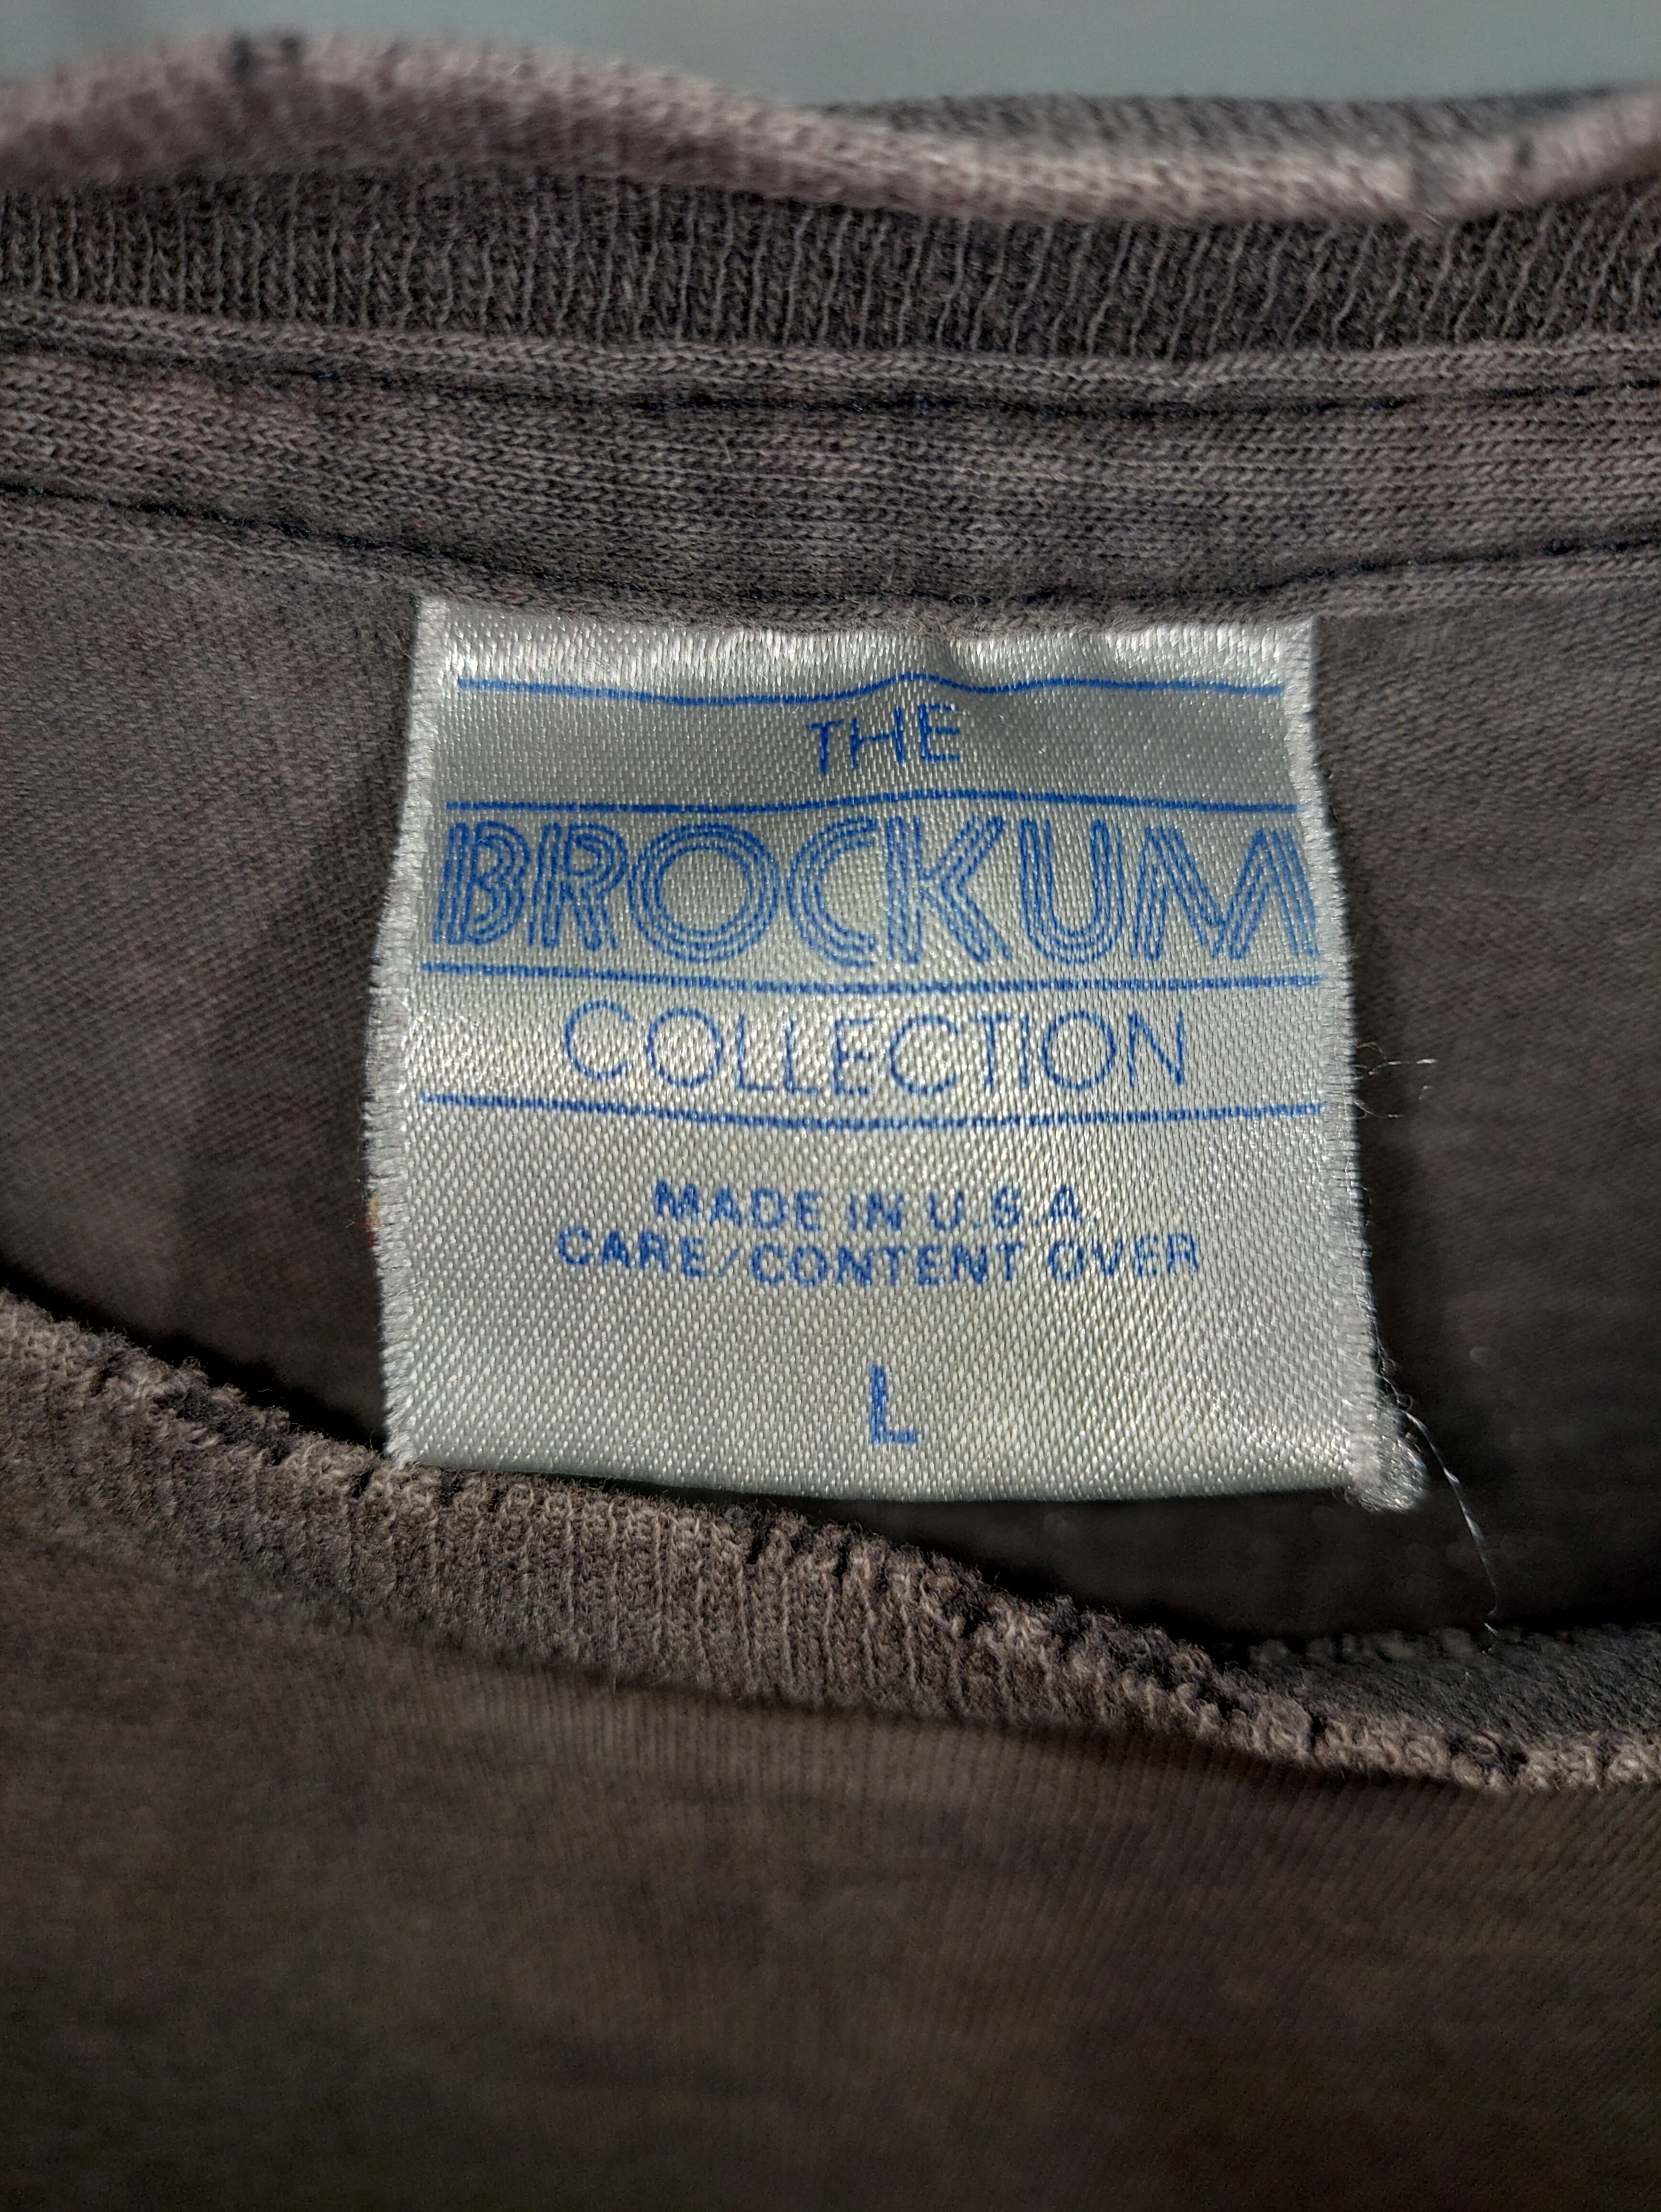 THE
BROCKUM
COLLECTION
MADE IN U.S.A
CARE/CONTENT OVER
L